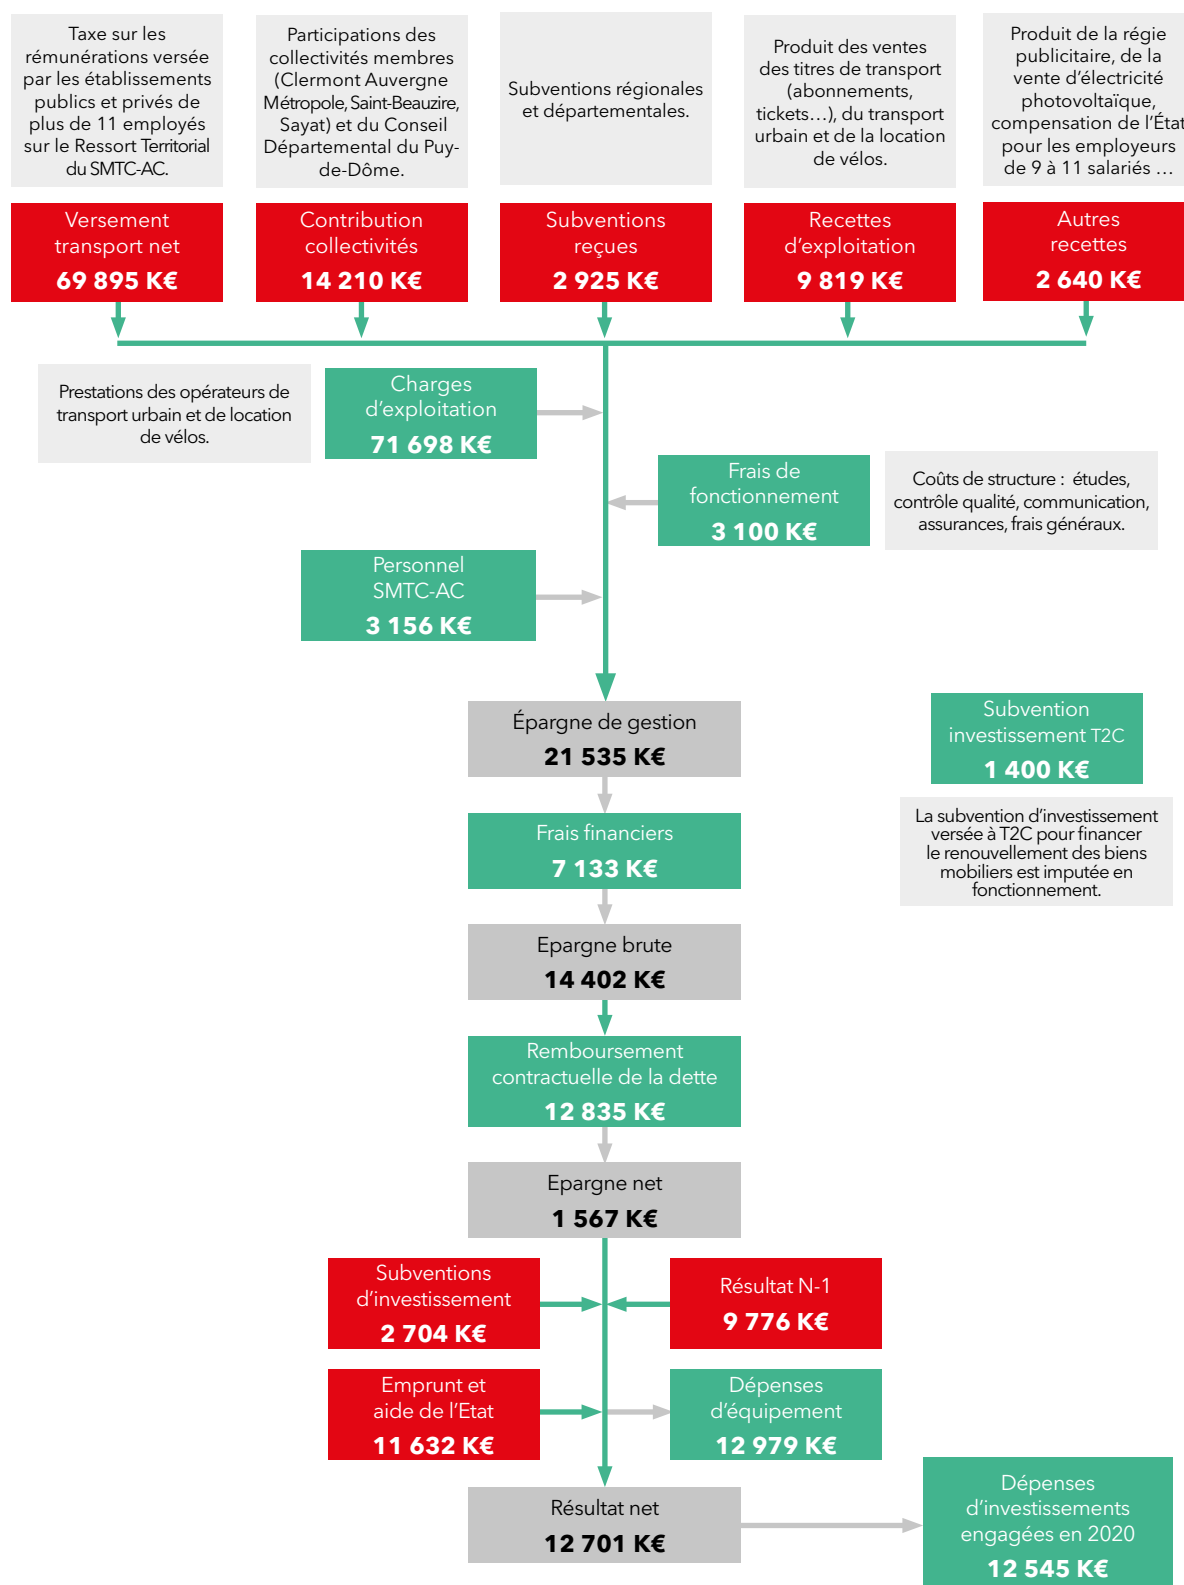 Taxe sur les
rémunérations versée
par les établissements
publics et privés de
plus de 11 employés
sur le Ressort Territorial
du SMTC-AC.
Participations des
collectivités membres
(Clermont Auvergne
Métropole, Saint-Beauzire,
Sayat) et du Conseil
Départemental du Puy-
de-Dôme.
Subventions régionales
et départementales.
Produit des ventes
des titres de transport
(abonnements,
tickets…), du transport
urbain et de la location
de vélos.
Produit de la régie
publicitaire, de la
vente d’électricité
photovoltaïque,
compensation de l’État
pour les employeurs
de 9 à 11 salariés …
Versement
transport net
69 895 K€
Contribution
collectivités
14 210 K€
Subventions
reçues
2 925 K€
Recettes
d’exploitation
9 819 K€
Autres
recettes
2 640 K€
Prestations des opérateurs de
transport urbain et de location
de vélos.
Charges
d’exploitation
71 698 K€
Frais de
fonctionnement
3 100 K€
Coûts de structure : études,
contrôle qualité, communication,
assurances, frais généraux.
Personnel
SMTC-AC
3 156 K€
Épargne de gestion
21 535 K€
Subvention
investissement T2C
1 400 K€
La subvention d’investissement
versée à T2C pour financer
le renouvellement des biens
mobiliers est imputée en
fonctionnement.
Frais financiers
7 133 K€
Epargne brute
14 402 K€
Remboursement
contractuelle de la dette
12 835 K€
Epargne net
1 567 K€
Subventions
d’investissement
2 704 K€
Résultat N-1
9 776 K€
Emprunt et
aide de l’Etat
11 632 K€
Dépenses
d’équipement
12 979 K€
Résultat net
12 701 K€
Dépenses
d’investissements
engagées en 2020
12 545 K€